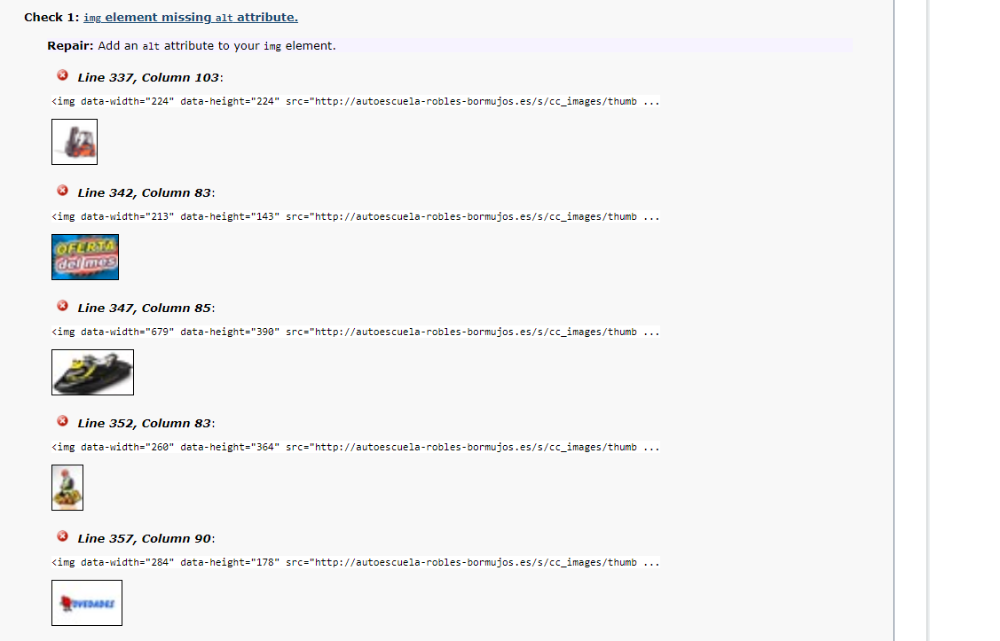 Check 1: img element missing alt attribute.
Repair: Add an alt attribute to your img element.
Line 337, Column 103:
<img data-width="224" data-height="224" src="http://autoescuela-robles-bormujos.es/s/cc_images/thumb ...
Line 342, Column 83:
<img data-width="213" data-height="143" src="http://autoescuela-robles-bormujos.es/s/cc_images/thumb ...
OFERTA
del mes
Line 347, Column 85:
<img data-width="679" data-height="390" src="http://autoescuela-robles-bormujos.es/s/cc_images/thumb ...
Line 352, Column 83:
<img data-width="260" data-height="364" src="http://autoescuela-robles-bormujos.es/s/cc_images/thumb ...
Line 357, Column 90:
<img data-width="284" data-height="178" src="http://autoescuela-robles-bormujos.es/s/cc_images/thumb ...
NOVEDADES